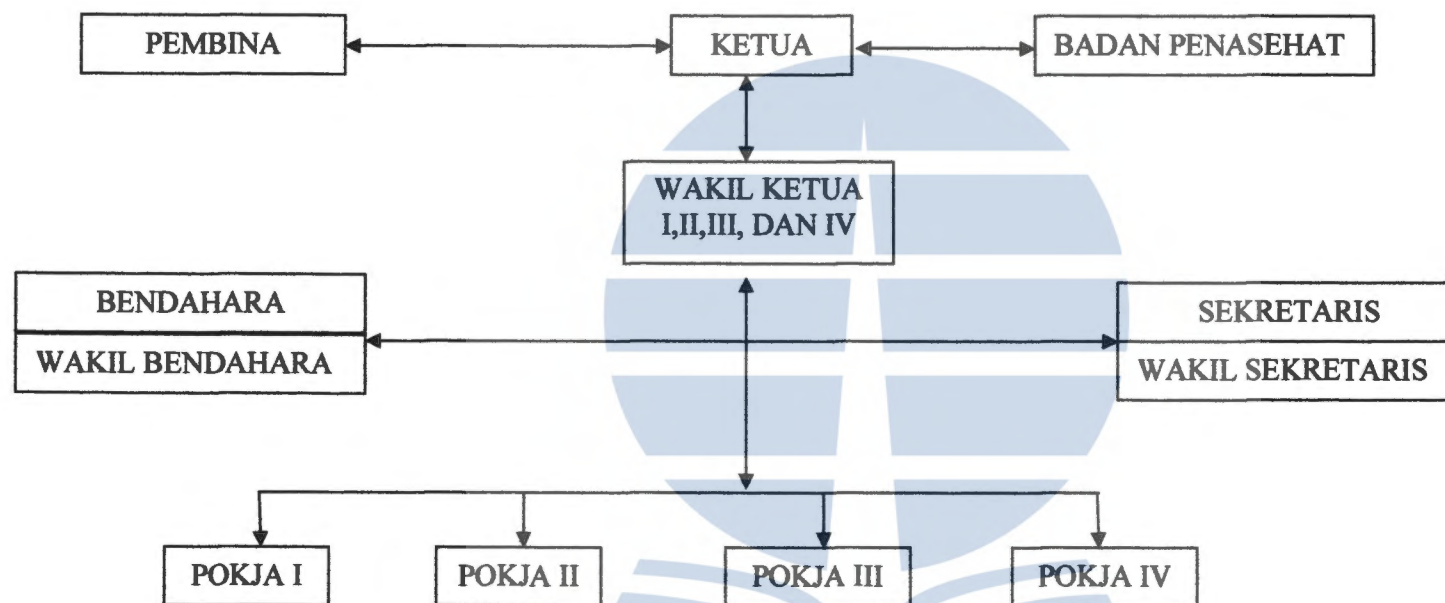 PEMBINA
KETUA
BADAN PENASEHAT
WAKIL KETUA
I,II,III, DAN IV
BENDAHARA
WAKIL BENDAHARA
SEKRETARIS
WAKIL SEKRETARIS
POKJA I
POKJA II
POKJA III
POKJA IV